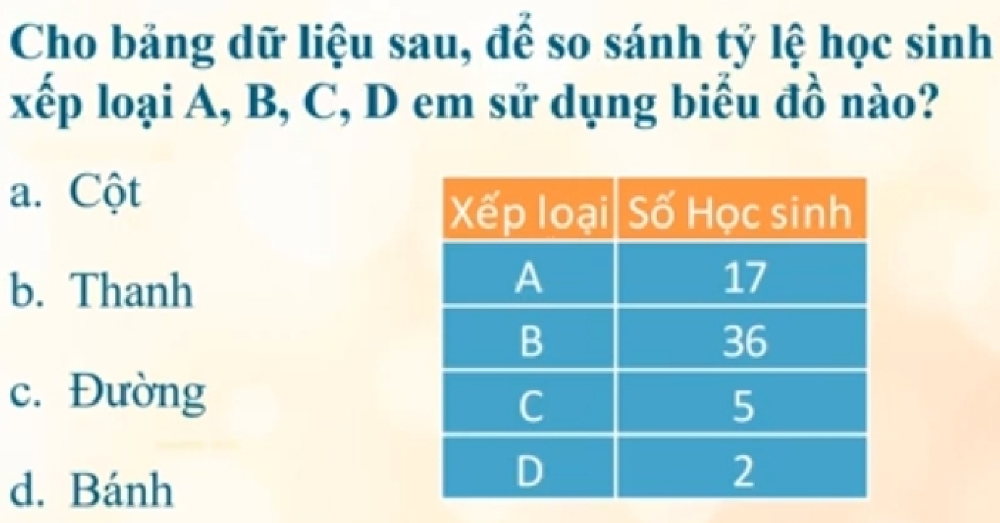 Cho bảng dữ liệu sau, để so sánh tỷ lệ học sinh
xếp loại A, B, C, D em sử dụng biểu đồ nào?
a. Cột
b. Thanh
c. Đường
d. Bánh
Xếp loại Số Học sinh
A 17
B 36
C 5
D 2